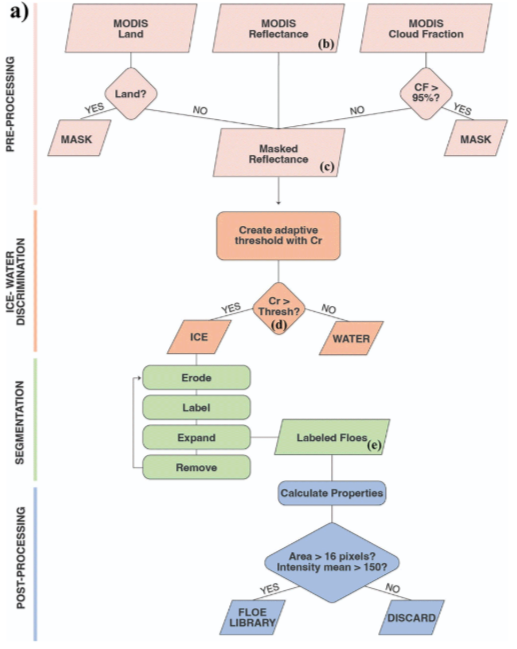 a)
PRE-PROCESSING
MODIS
Land
MODIS
Reflectance
(b)
MODIS
Cloud Fraction
Land?
CF >
95%?
YES
NO
NO
YES
MASK
Masked
Reflectance
(c)
MASK
ICE- WATER
DISCRIMINATION
Create adaptive
threshold with Cr
Cr >
Thresh?
(d)
YES
NO
ICE
WATER
SEGMENTATION
Erode
Label
Expand
Remove
Labeled Floes
(e)
POST-PROCESSING
Calculate Properties
Area > 16 pixels?
Intensity mean > 150?
YES
NO
FLOE
LIBRARY
DISCARD